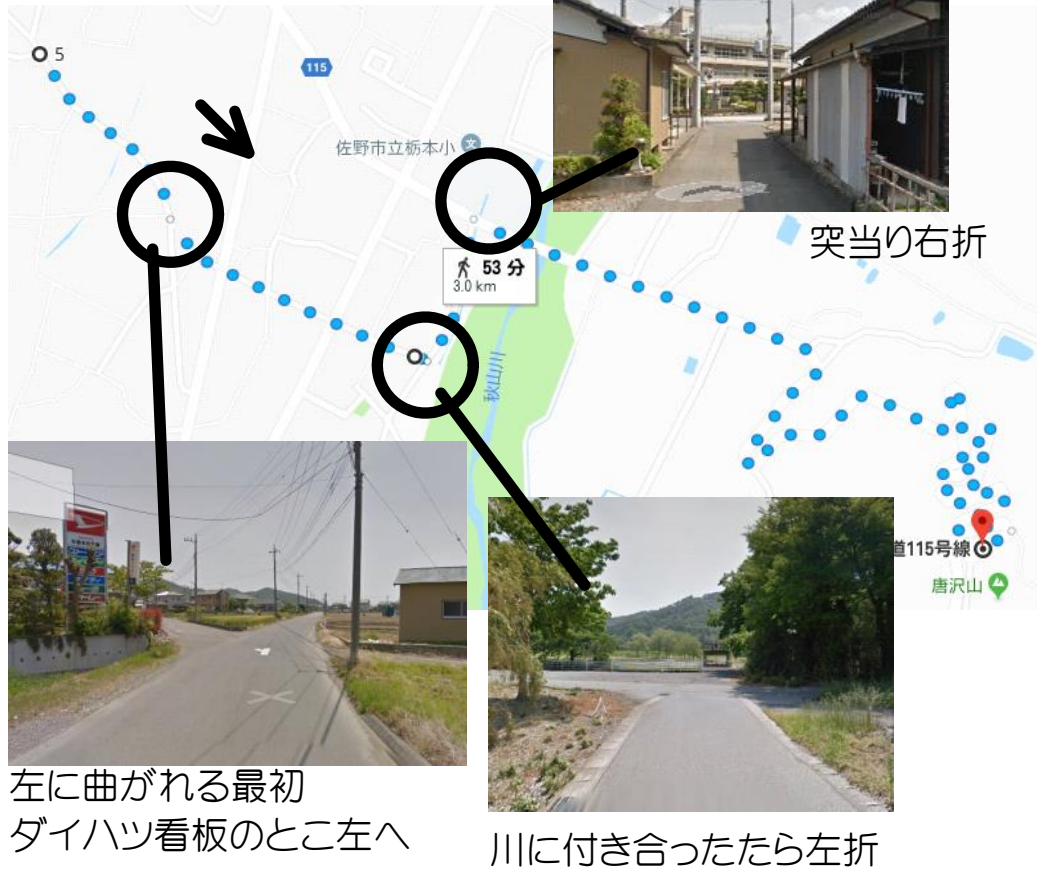 5
115
佐野市立栃本小
文
突当り右折
53 分
3.0 km
秋山川
道115号線
唐沢山
左に曲がれる最初
ダイハツ看板のとこ左へ
川に付き合ったたら左折